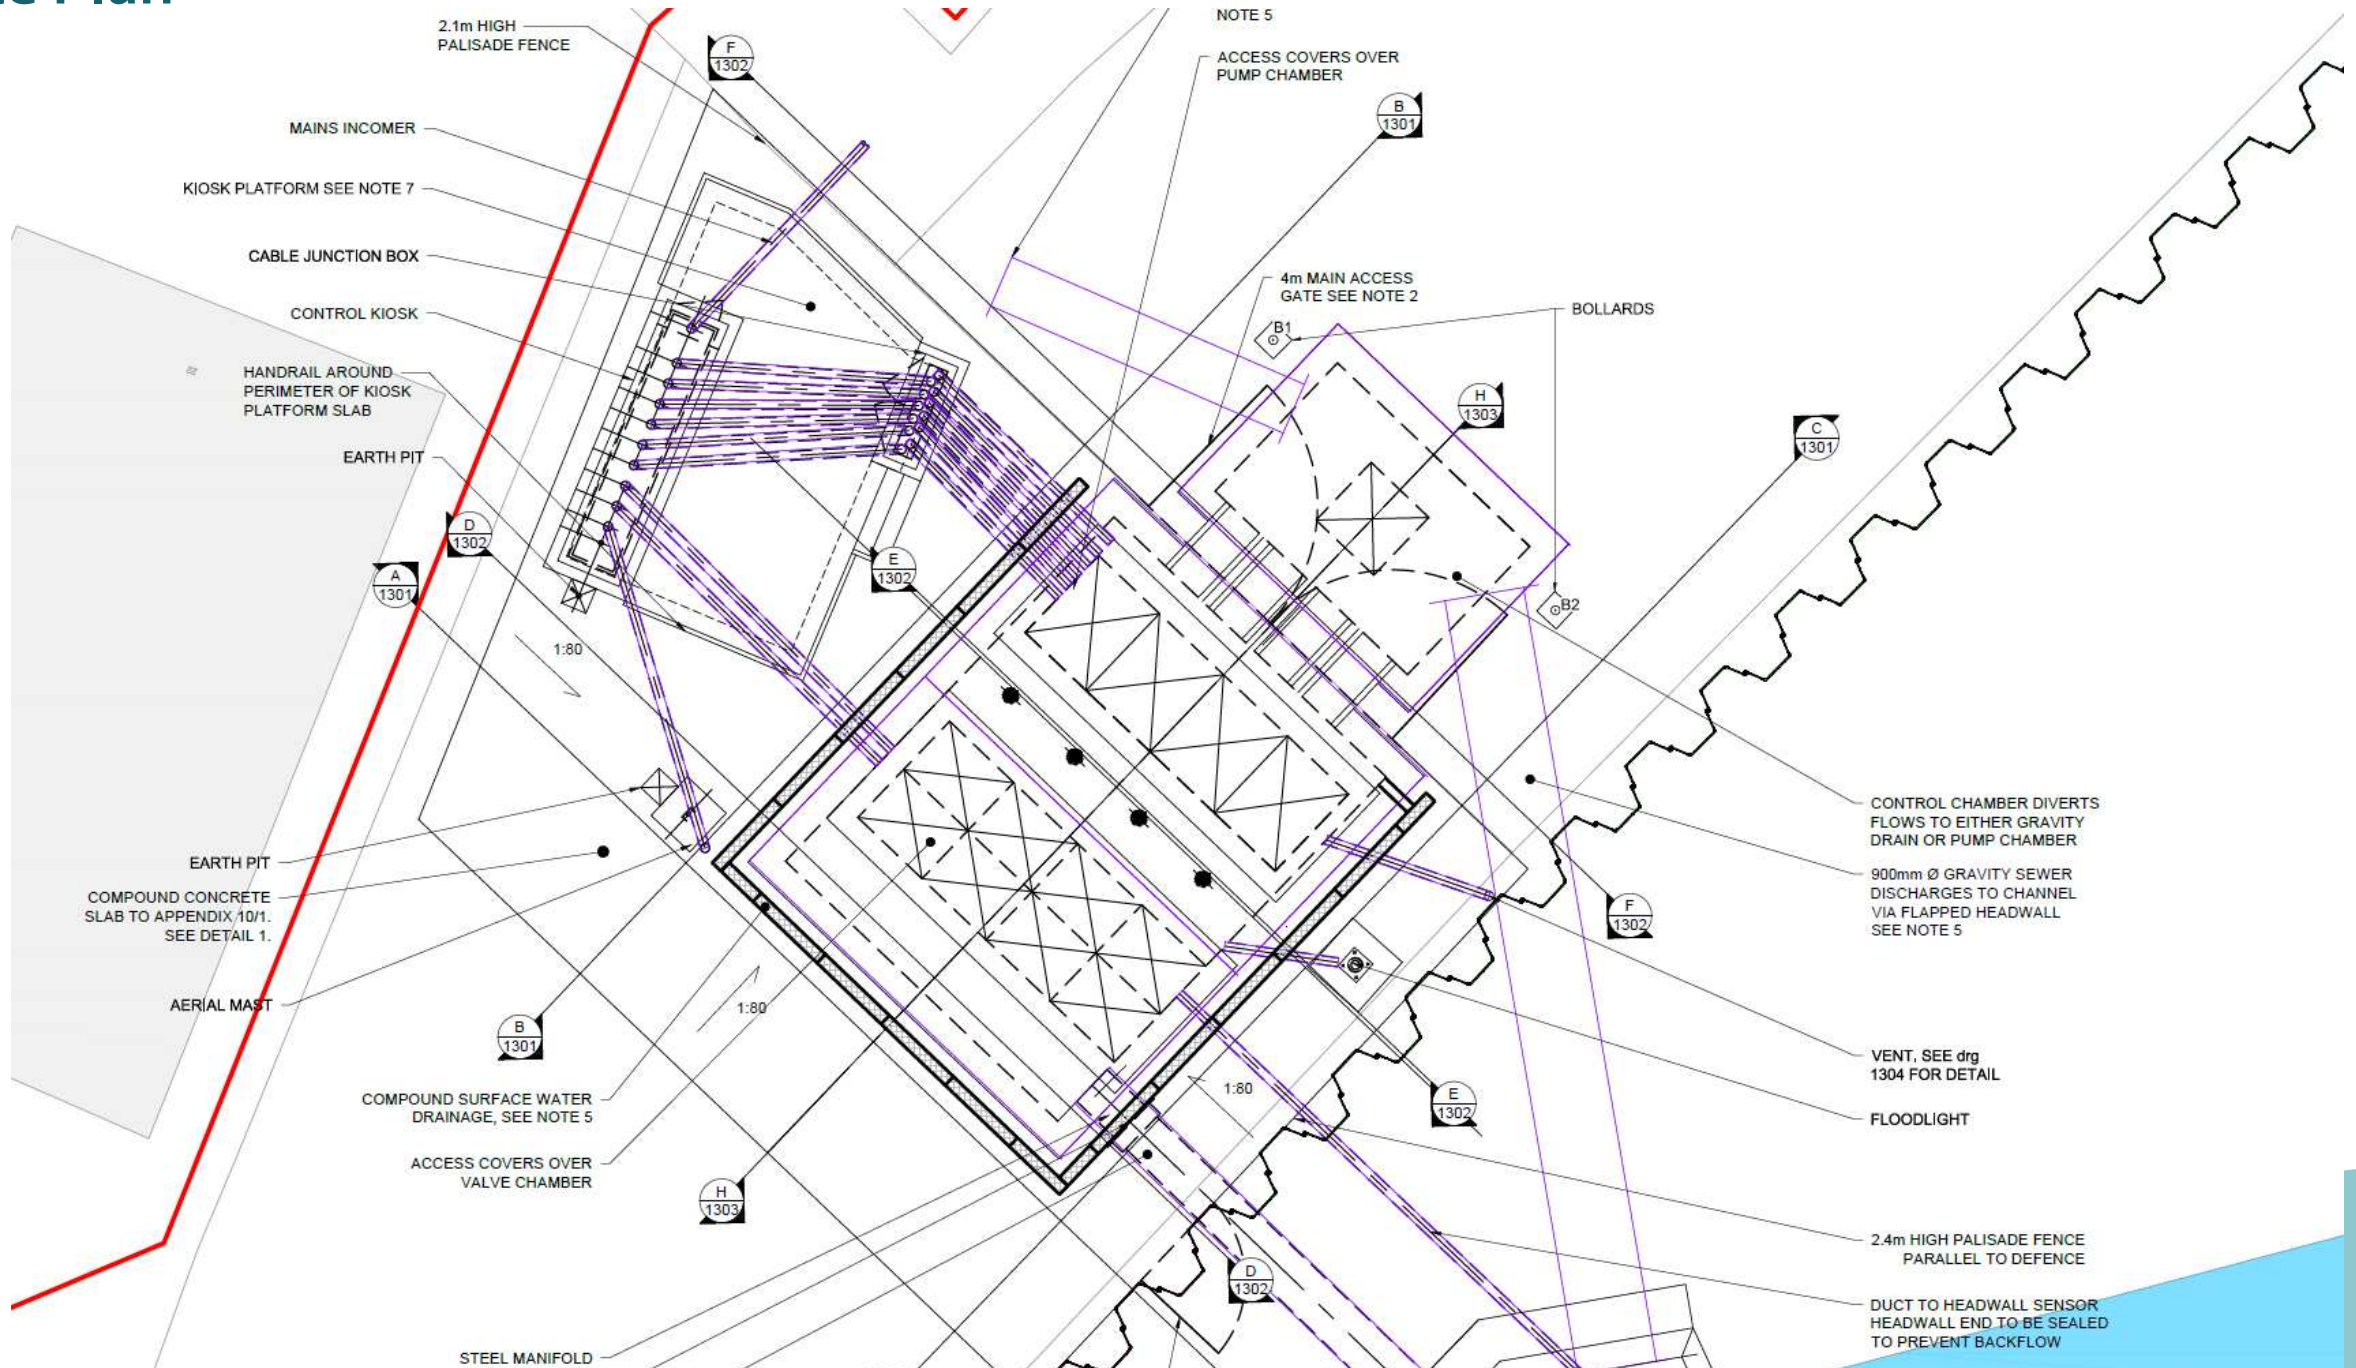 2.1m HIGH
PALISADE FENCE
F
1302
NOTE 5
ACCESS COVERS OVER
PUMP CHAMBER
B
1301
MAINS INCOMER
KIOSK PLATFORM SEE NOTE 7
CABLE JUNCTION BOX
CONTROL KIOSK
HANDRAIL AROUND
PERIMETER OF KIOSK
PLATFORM SLAB
EARTH PIT
4m MAIN ACCESS
GATE SEE NOTE 2
BOLLARDS
B1
H
1303
C
1301
D
1302
A
1301
E
1302
B2
1:80
EARTH PIT
COMPOUND CONCRETE
SLAB TO APPENDIX 10/1.
SEE DETAIL 1.
AERIAL MAST
CONTROL CHAMBER DIVERTS
FLOWS TO EITHER GRAVITY
DRAIN OR PUMP CHAMBER
900mm Ø GRAVITY SEWER
DISCHARGES TO CHANNEL
VIA FLAPPED HEADWALL
SEE NOTE 5
F
1302
1:80
B
1301
VENT, SEE drg
1304 FOR DETAIL
1:80
E
1302
FLOODLIGHT
COMPOUND SURFACE WATER
DRAINAGE, SEE NOTE 5
ACCESS COVERS OVER
VALVE CHAMBER
H
1303
2.4m HIGH PALISADE FENCE
PARALLEL TO DEFENCE
D
1302
DUCT TO HEADWALL SENSOR
HEADWALL END TO BE SEALED
TO PREVENT BACKFLOW
STEEL MANIFOLD